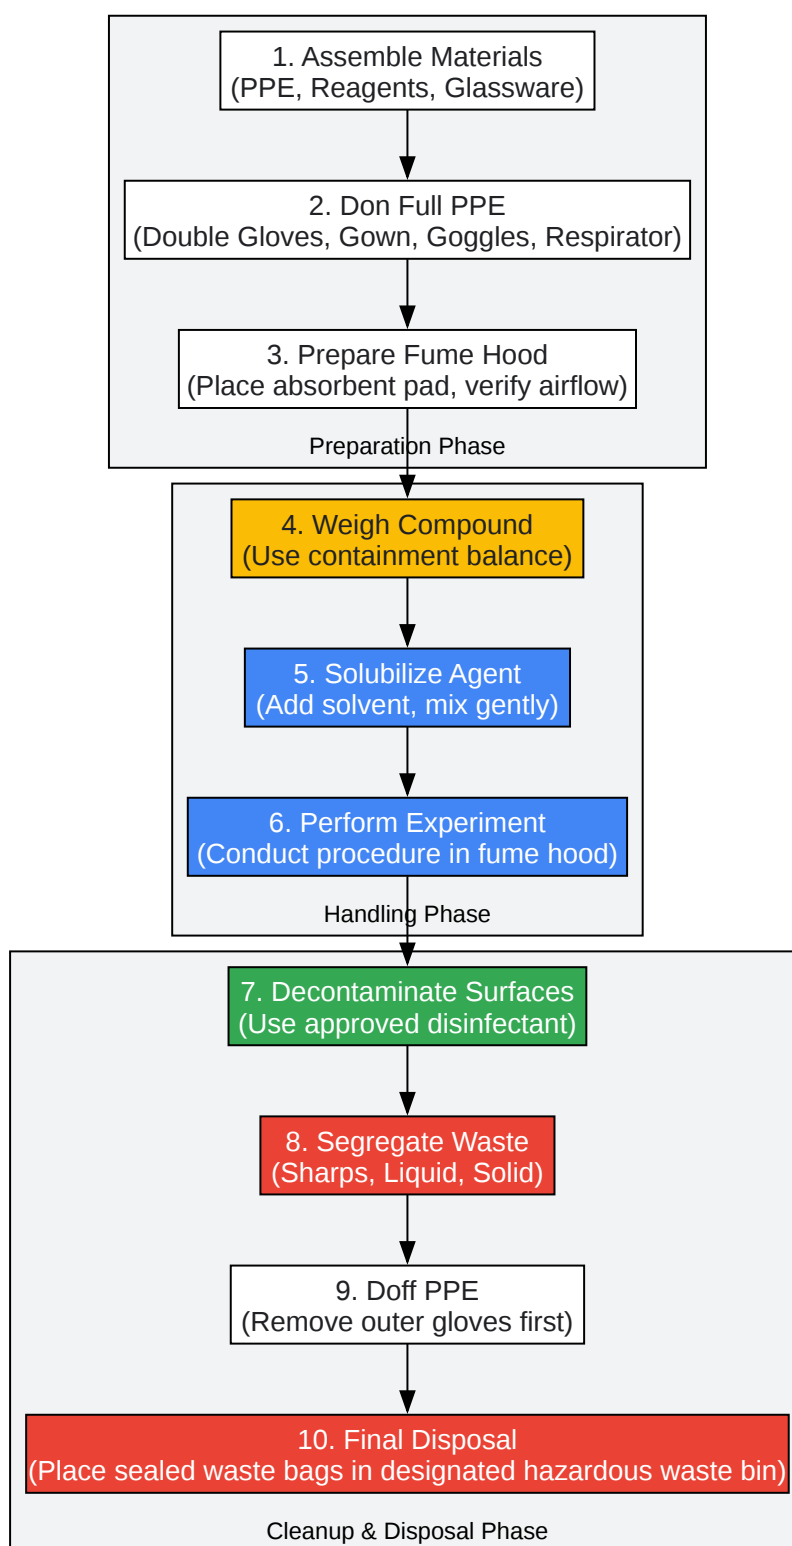 1. Assemble Materials
(PPE, Reagents, Glassware)
2. Don Full PPE
(Double Gloves, Gown, Goggles, Respirator)
3. Prepare Fume Hood
(Place absorbent pad, verify airflow)
Preparation Phase
4. Weigh Compound
(Use containment balance)
5. Solubilize Agent
(Add solvent, mix gently)
6. Perform Experiment
(Conduct procedure in fume hood)
Handling Phase
7. Decontaminate Surfaces
(Use approved disinfectant)
8. Segregate Waste
(Sharps, Liquid, Solid)
9. Doff PPE
(Remove outer gloves first)
10. Final Disposal
(Place sealed waste bags in designated hazardous waste bin)
Cleanup & Disposal Phase